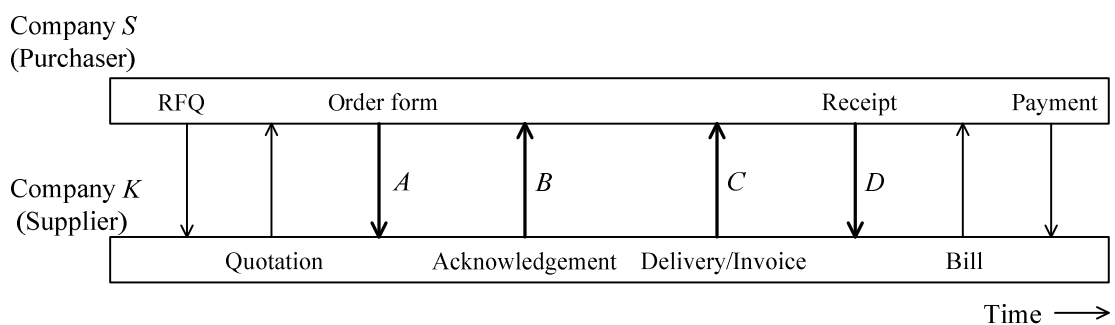 Company S
(Purchaser)
RFQ Order form Receipt Payment
A B C D
Company K
(Supplier)
Quotation Acknowledgement Delivery/Invoice Bill
Time